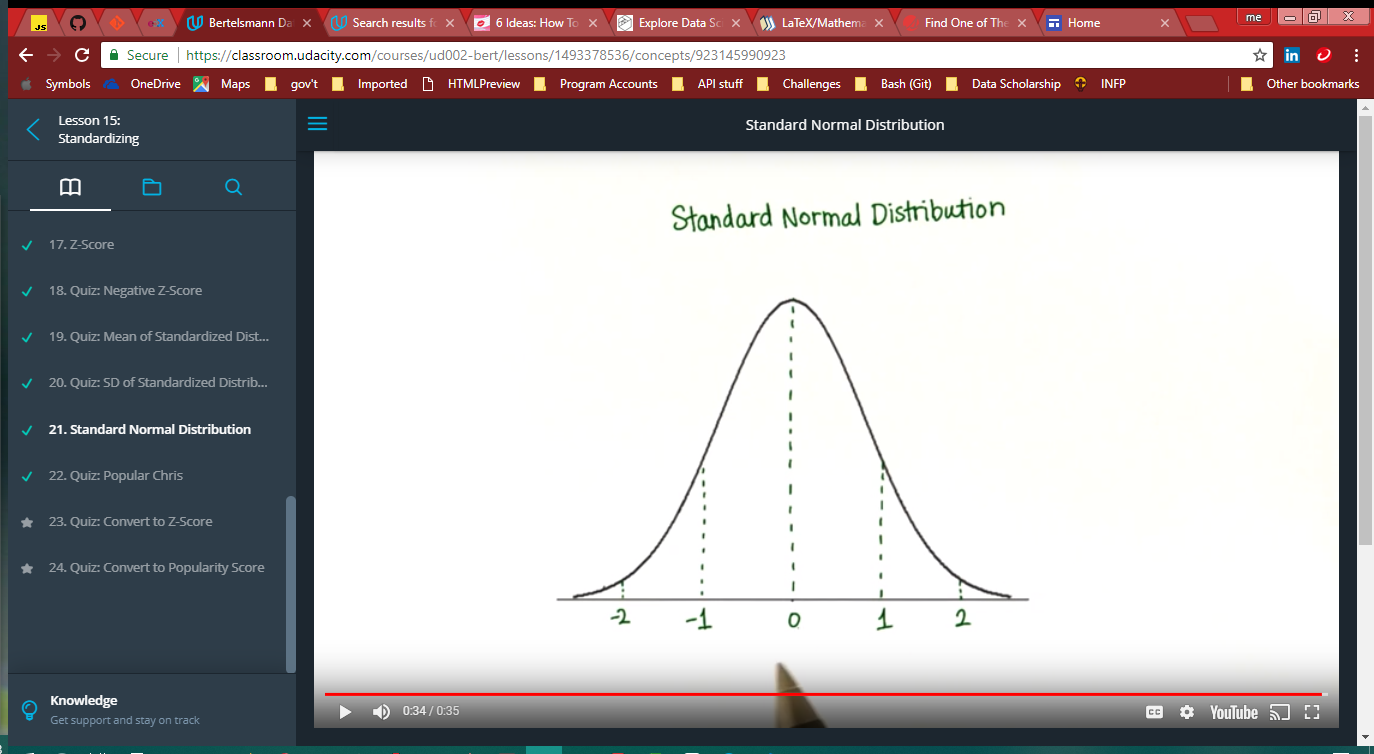 JS
Bertelsmann Da
Search results fo
6 Ideas: How To
Explore Data Sc
LaTeX/Mathema
Find One of The
Home
me
Secure
https://classroom.udacity.com/courses/ud002-bert/lessons/1493378536/concepts/923145990923
in
Symbols
OneDrive
Maps
gov't
Imported
HTMLPreview
Program Accounts
API stuff
Challenges
Bash (Git)
Data Scholarship
INFP
Other bookmarks
Lesson 15:
Standardizing
17. Z-Score
18. Quiz: Negative Z-Score
19. Quiz: Mean of Standardized Dist...
20. Quiz: SD of Standardized Distrib...
21. Standard Normal Distribution
22. Quiz: Popular Chris
23. Quiz: Convert to Z-Score
24. Quiz: Convert to Popularity Score
Knowledge
Get support and stay on track
Standard Normal Distribution
Standard Normal Distribution
-2
-1
0
1
2
0:34 / 0:35
CC
YouTube